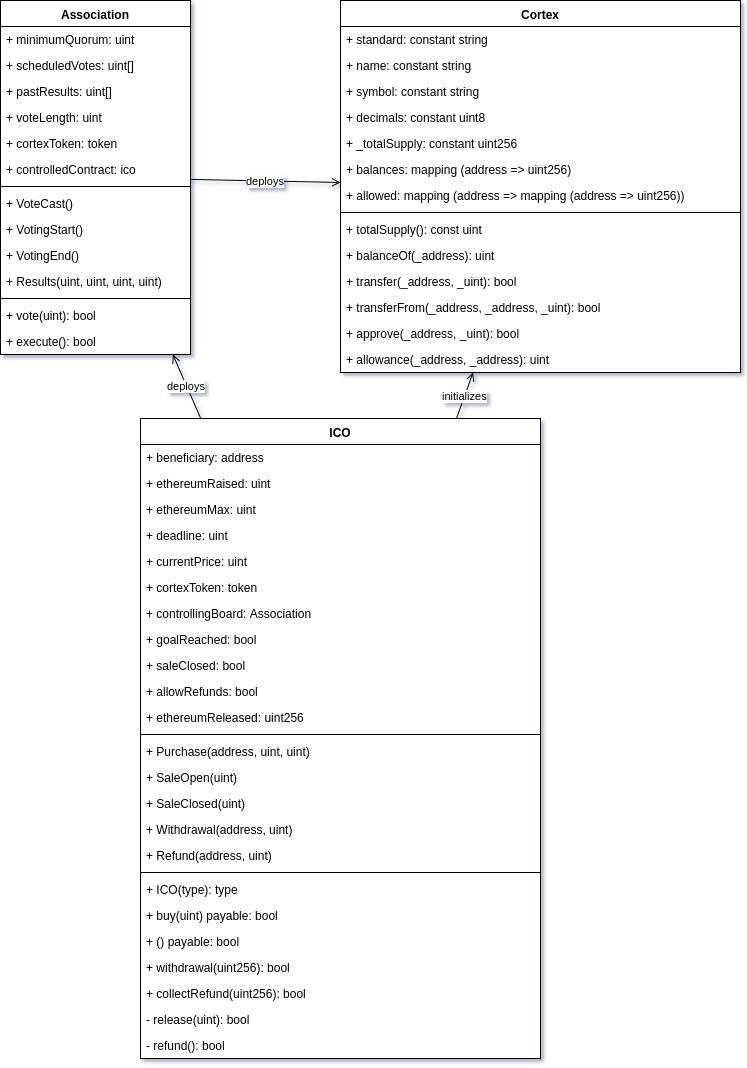 Association
+ minimumQuorum: uint
+ scheduledVotes: uint[]
+ pastResults: uint[]
+ voteLength: uint
+ cortexToken: token
+ controlledContract: ico
+ VoteCast()
+ VotingStart()
+ VotingEnd()
+ Results(uint, uint, uint, uint)
+ vote(uint): bool
+ execute(): bool
deploys
Cortex
+ standard: constant string
+ name: constant string
+ symbol: constant string
+ decimals: constant uint8
+ _totalSupply: constant uint256
+ balances: mapping (address => uint256)
+ allowed: mapping (address => mapping (address => uint256))
+ totalSupply(): const uint
+ balanceOf(_address): uint
+ transfer(_address, _uint): bool
+ transferFrom(_address, _address, _uint): bool
+ approve(_address, _uint): bool
+ allowance(_address, _address): uint
deploys
initializes
ICO
+ beneficiary: address
+ ethereumRaised: uint
+ ethereumMax: uint
+ deadline: uint
+ currentPrice: uint
+ cortexToken: token
+ controllingBoard: Association
+ goalReached: bool
+ saleClosed: bool
+ allowRefunds: bool
+ ethereumReleased: uint256
+ Purchase(address, uint, uint)
+ SaleOpen(uint)
+ SaleClosed(uint)
+ Withdrawal(address, uint)
+ Refund(address, uint)
+ ICO(type): type
+ buy(uint) payable: bool
+ () payable: bool
+ withdrawal(uint256): bool
+ collectRefund(uint256): bool
- release(uint): bool
- refund(): bool